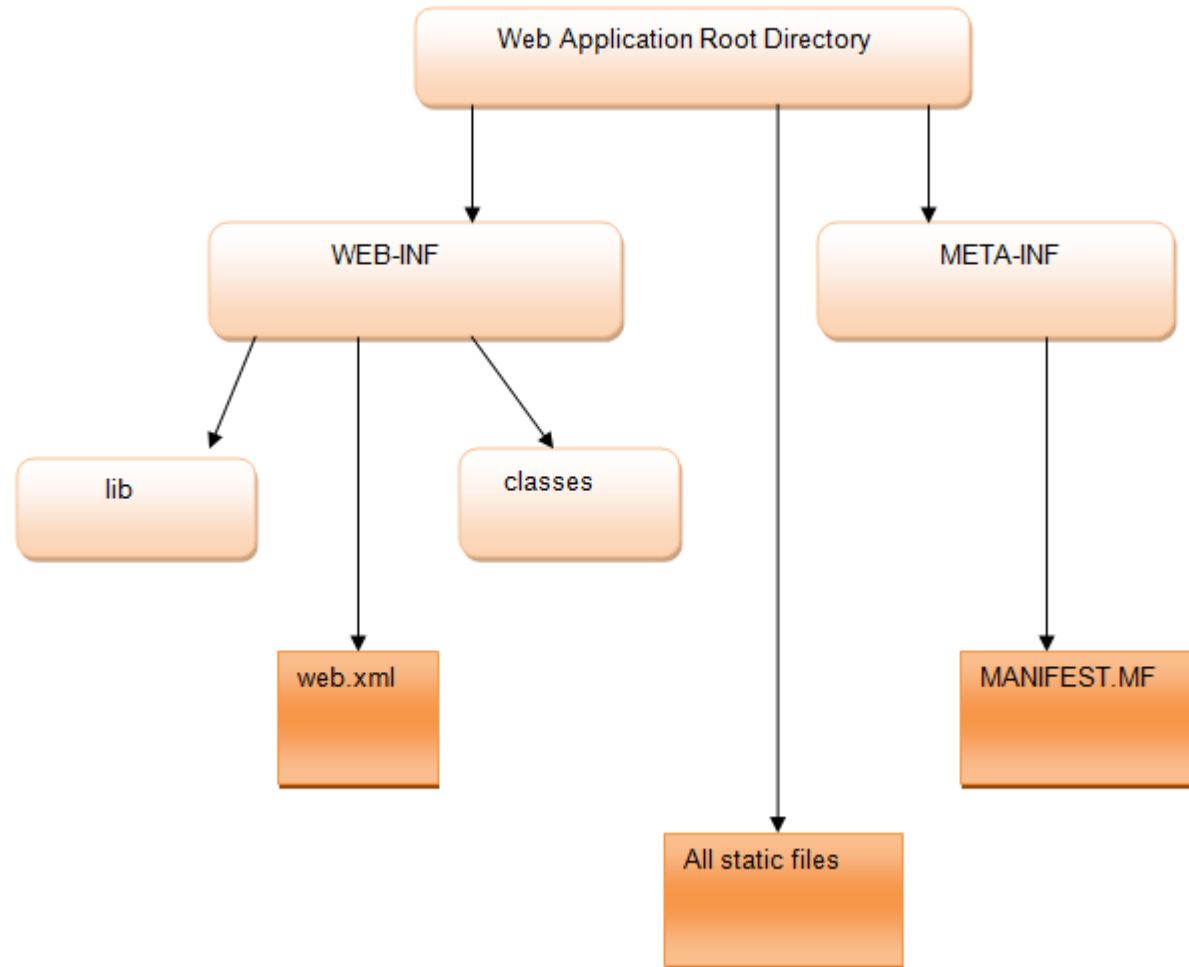 Web Application Root Directory
WEB-INF
META-INF
lib
classes
web.xml
MANIFEST.MF
All static files